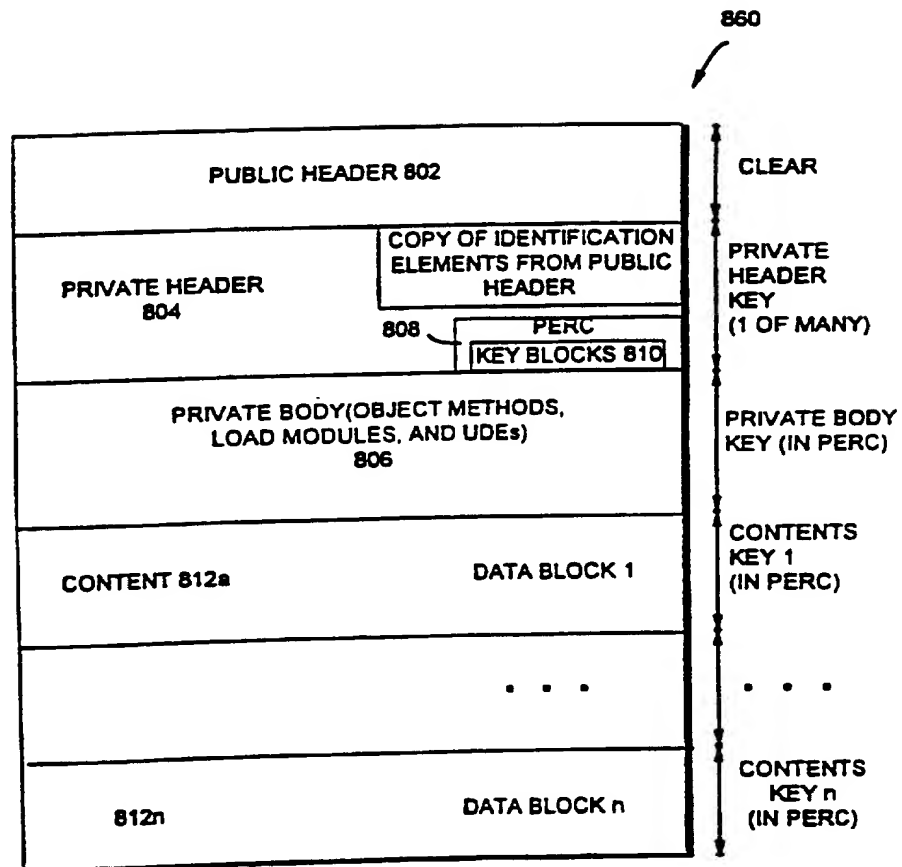 860
PUBLIC HEADER 802
CLEAR
PRIVATE HEADER
804
COPY OF IDENTIFICATION
ELEMENTS FROM PUBLIC
HEADER
808
PERC
KEY BLOCKS 810
PRIVATE
HEADER
KEY
(1 OF MANY)
PRIVATE BODY(OBJECT METHODS,
LOAD MODULES, AND UDEs)
806
PRIVATE BODY
KEY (IN PERC)
CONTENT 812a
DATA BLOCK 1
CONTENTS
KEY 1
(IN PERC)
. . .
. . .
812n
DATA BLOCK n
CONTENTS
KEY n
(IN PERC)